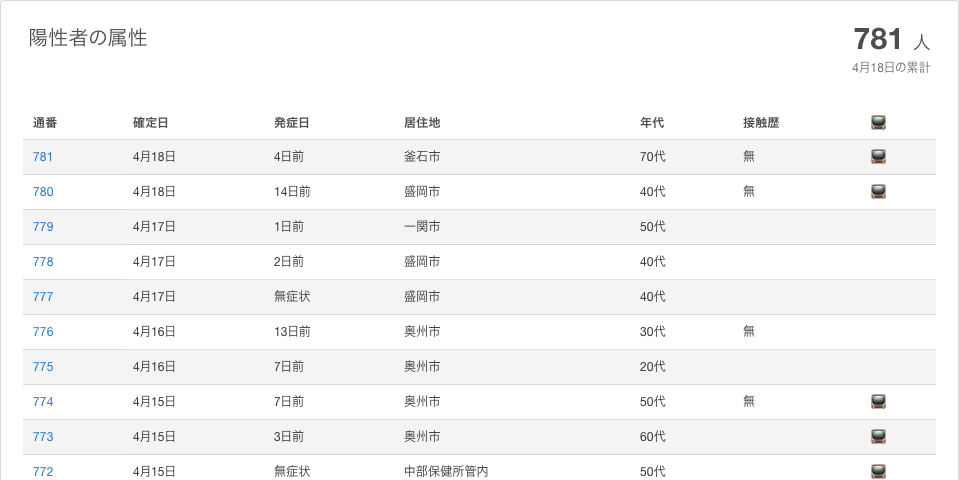 陽性者の属性
781 人
4月18日の累計
通番 確定日 発症日 居住地 年代 接触歴
781 4月18日 4日前 釜石市 70代 無
780 4月18日 14日前 盛岡市 40代 無
779 4月17日 1日前 一関市 50代
778 4月17日 2日前 盛岡市 40代
777 4月17日 無症状 盛岡市 40代
776 4月16日 13日前 奥州市 30代 無
775 4月16日 7日前 奥州市 20代
774 4月15日 7日前 奥州市 50代 無
773 4月15日 3日前 奥州市 60代
772 4月15日 無症状 中部保健所管内 50代